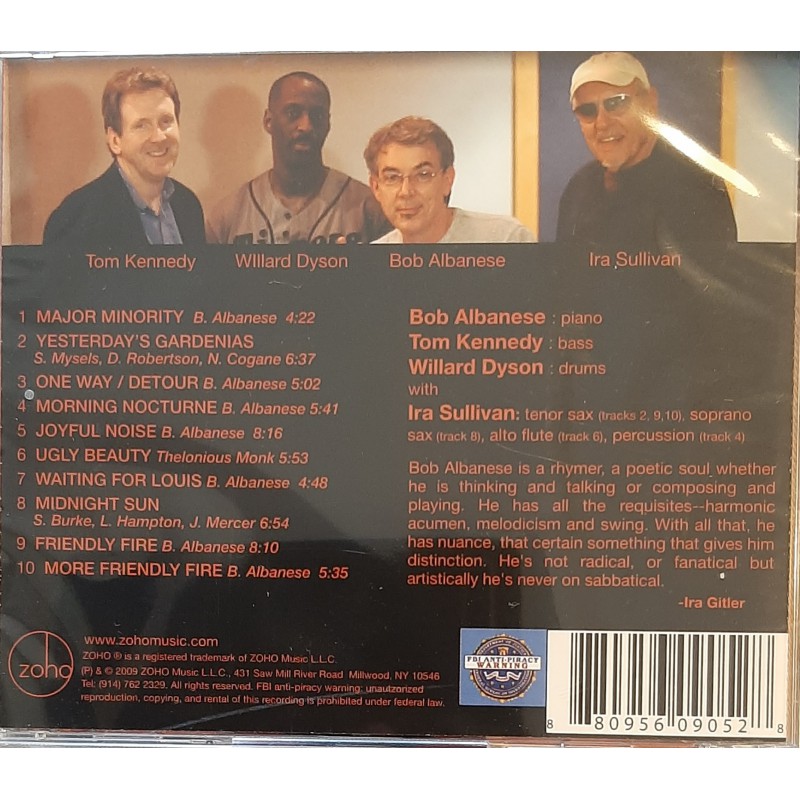 Tom Kennedy
WIllard Dyson
Bob Albanese
Ira Sullivan
1 MAJOR MINORITY B. Albanese 4:22
2 YESTERDAY'S GARDENIAS
S. Mysels, D. Robertson, N. Cogane 6:37
3 ONE WAY / DETOUR B. Albanese 5:02
4 MORNING NOCTURNE B. Albanese 5:41
5 JOYFUL NOISE B. Albanese 8:16
6 UGLY BEAUTY Thelonious Monk 5:53
7 WAITING FOR LOUIS B. Albanese 4:48
8 MIDNIGHT SUN
S. Burke, L. Hampton, J. Mercer 6:54
9 FRIENDLY FIRE B. Albanese 8:10
10 MORE FRIENDLY FIRE B. Albanese 5:35
Bob Albanese : piano
Tom Kennedy : bass
Willard Dyson : drums
with
Ira Sullivan: tenor sax (tracks 2, 9,10), soprano
sax (track 8), alto flute (track 6), percussion (track 4)
Bob Albanese is a rhymer, a poetic soul whether
he is thinking and talking or composing and
playing. He has all the requisites--harmonic
acumen, melodicism and swing. With all that, he
has nuance, that certain something that gives him
distinction. He's not radical, or fanatical but
artistically he's never on sabbatical.
-Ira Gitler
zoho
www.zohomusic.com
ZOHO ® is a registered trademark of ZOHO Music L.L.C.
(P) & © 2009 ZOHO Music L.L.C., 431 Saw Mill River Road Millwood, NY 10546
Tel: (914) 762 2329. All rights reserved. FBI anti-piracy warning: unautorized
reproduction, copying, and rental of this recording is prohibited under federal law.
FBI ANTI-PIRACY
WARNING
8 80956 09052 8